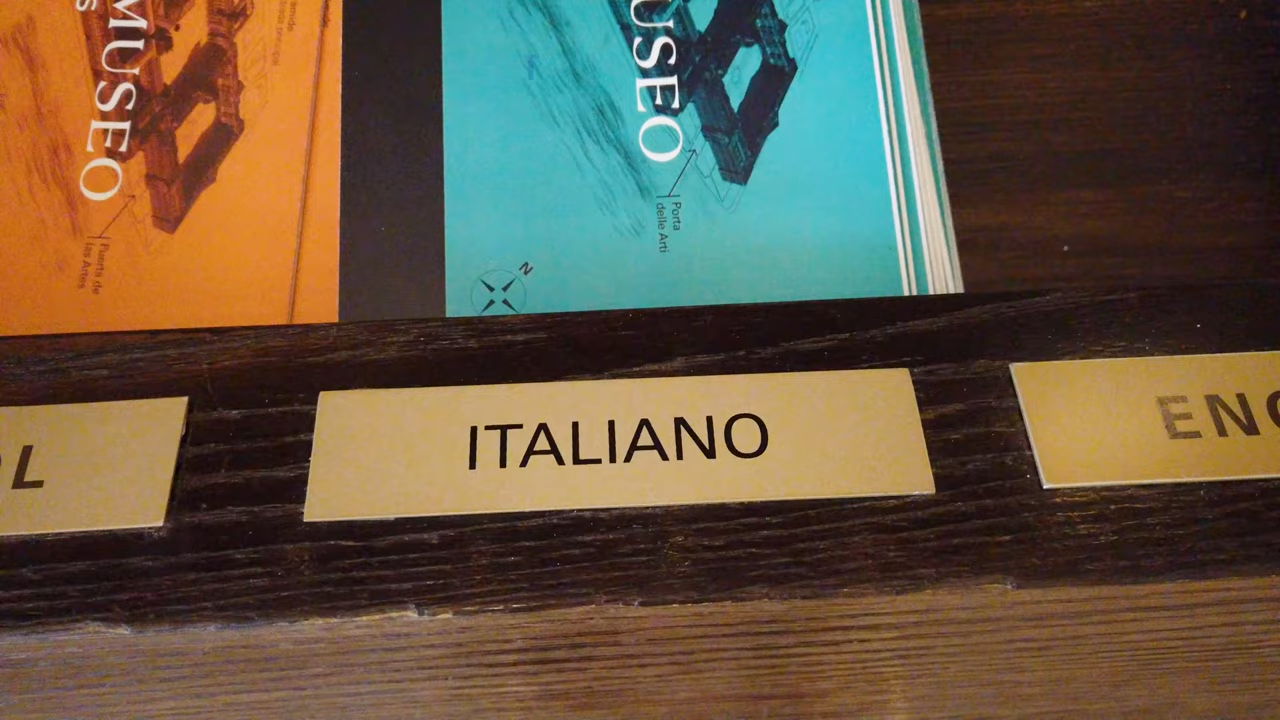 MUSEO
Puerta de
las Artes
USEO
Porta
delle Arti
N
OL
ITALIANO
ENG